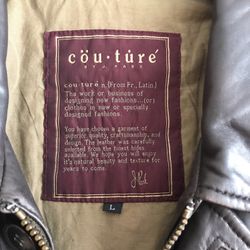 cöu·türé
BY J. PARK
cou·turé n.(From Fr., Latin)
The work or business of
designing new fashions...(or)
clothes in new or specially
designed fashions.
You have chosen a garment of
superior quality, craftsmanship, and
design. The leather was carefully
selected from the finest hides
available. We hope you will enjoy
it's natural beauty and texture for
years to come.
J. Park
L